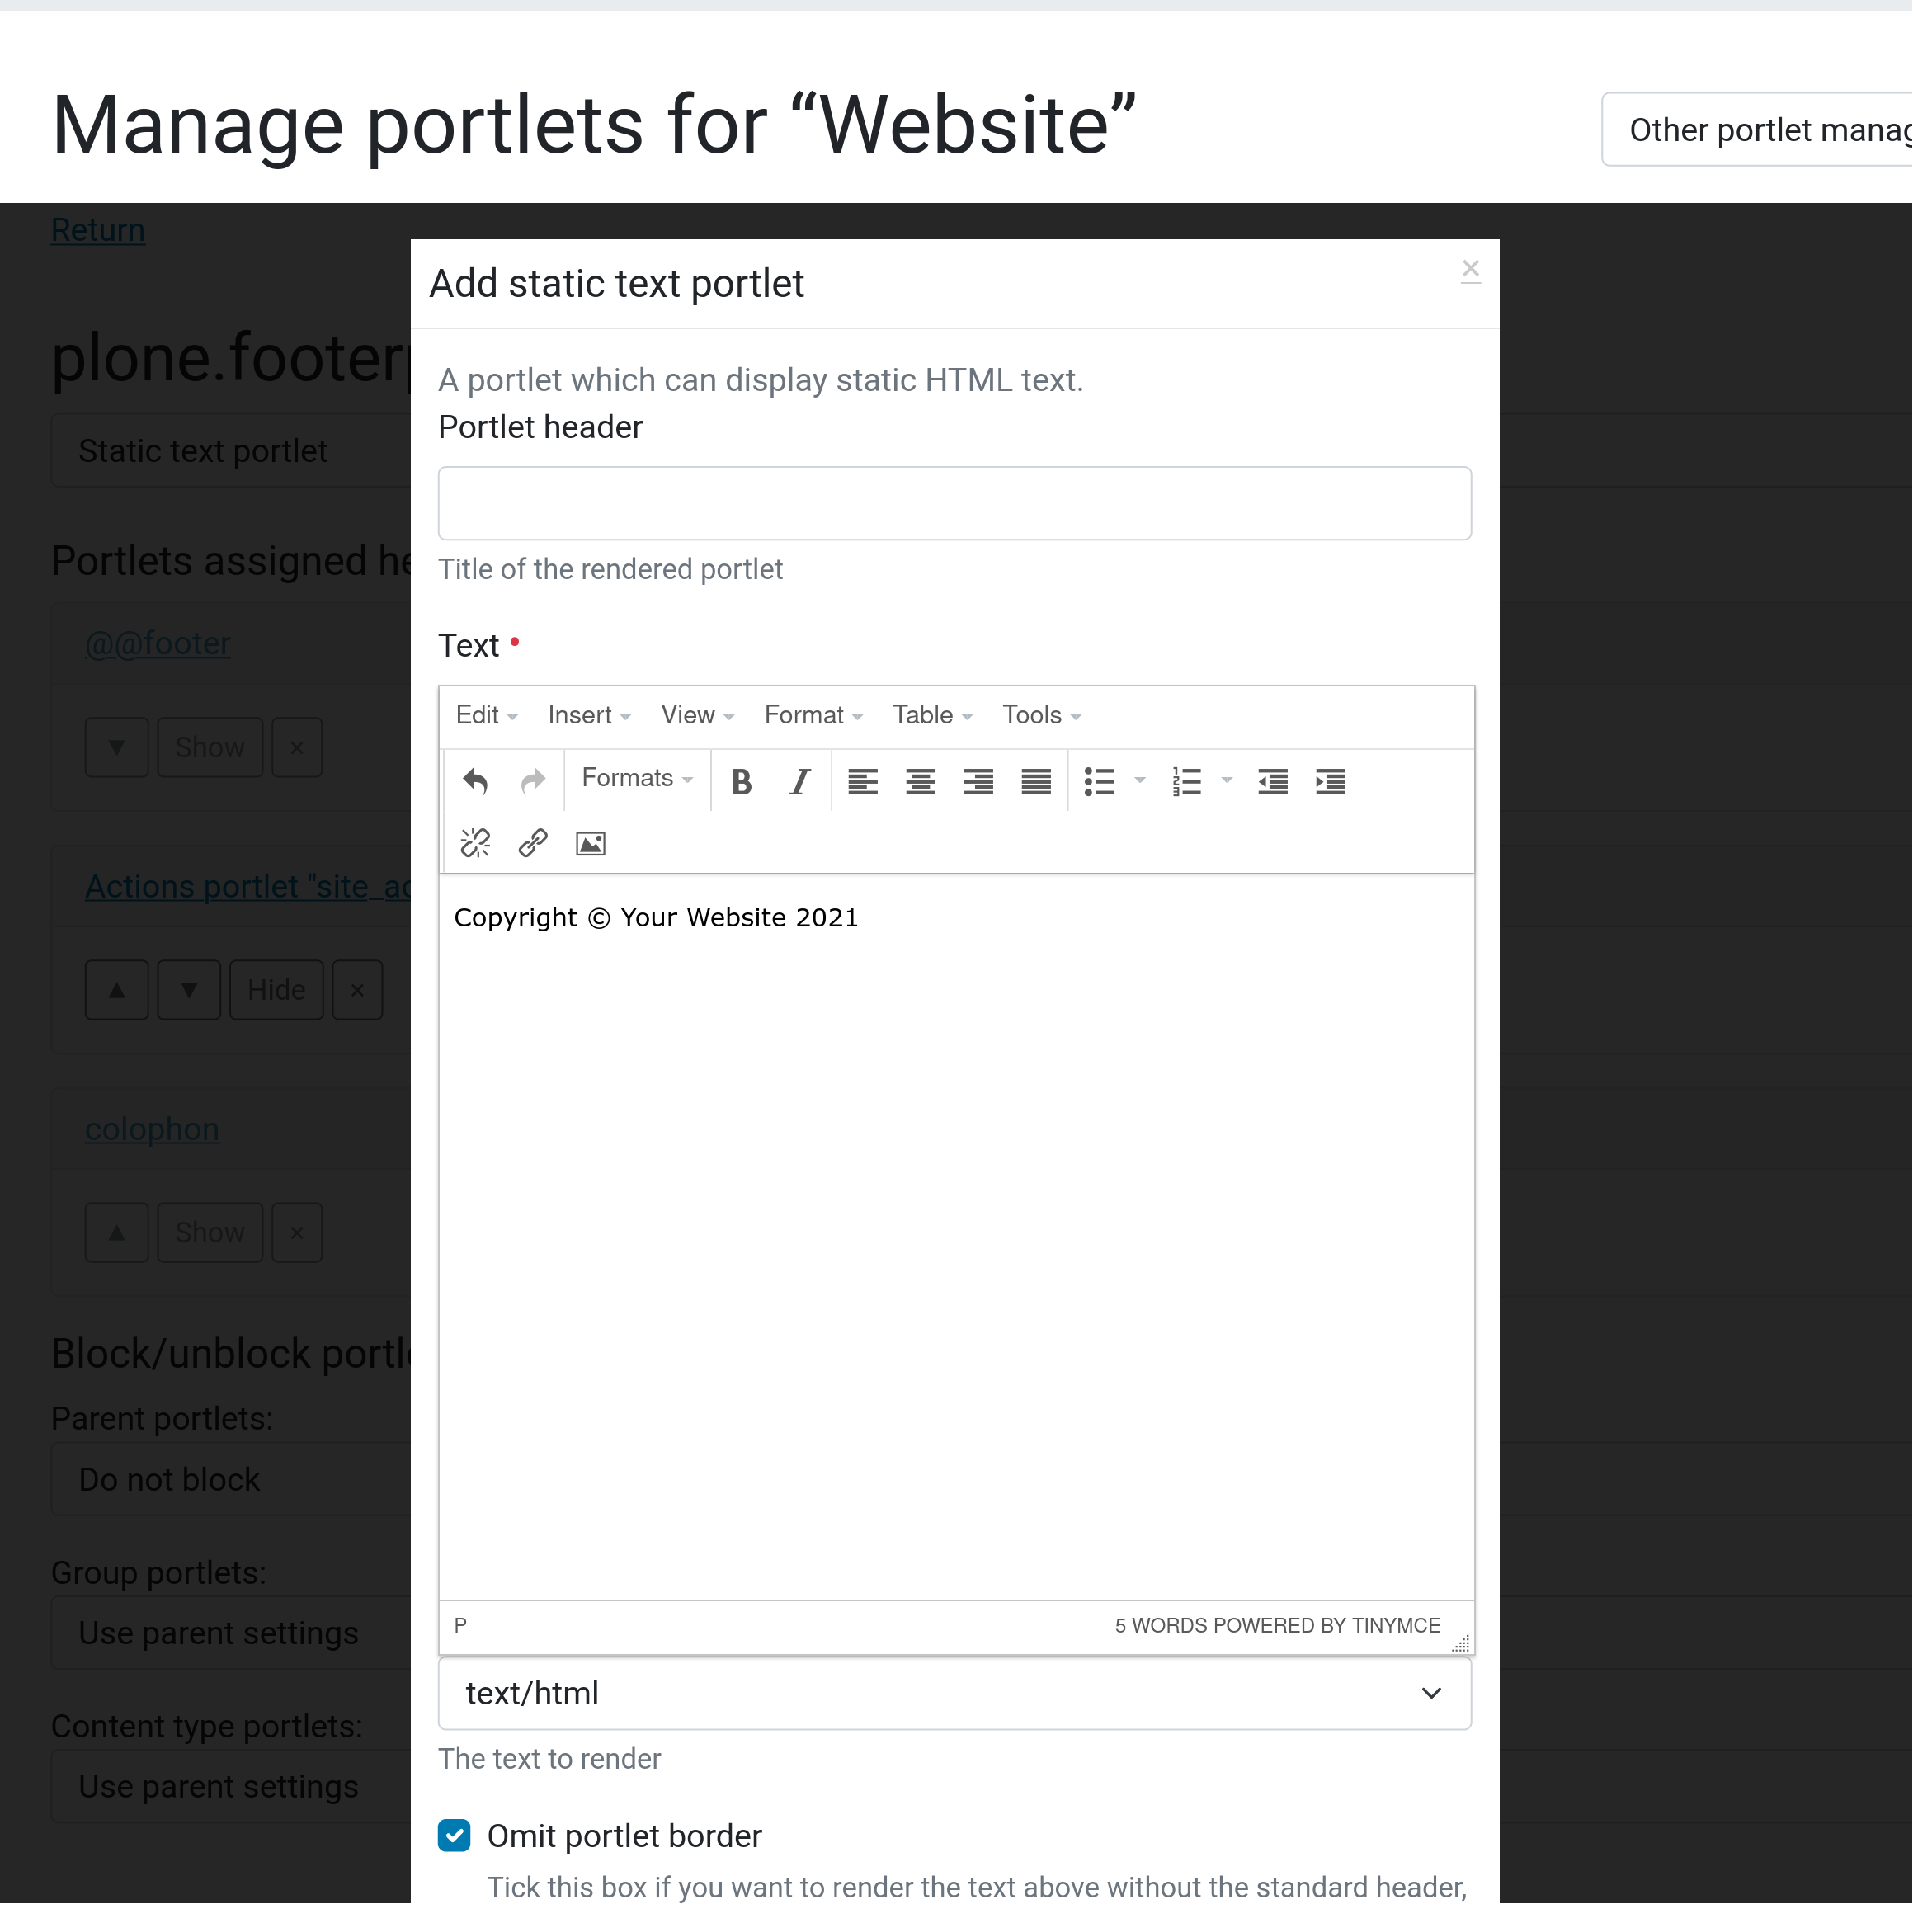 Manage portlets for “Website”
Other portlet manag
Return
Add static text portlet
×
plone.footerp
A portlet which can display static HTML text.
Portlet header
Static text portlet
Title of the rendered portlet
Portlets assigned he
Text •
@@footer
Edit Insert View Format Table Tools
▼ Show ×
Formats B I
Actions portlet "site_ac
Copyright © Your Website 2021
▲ ▼ Hide ×
colophon
▲ Show ×
Block/unblock portle
Parent portlets:
Do not block
Group portlets:
Use parent settings
P 5 WORDS POWERED BY TINYMCE
text/html
Content type portlets:
The text to render
Use parent settings
Omit portlet border
Tick this box if you want to render the text above without the standard header,